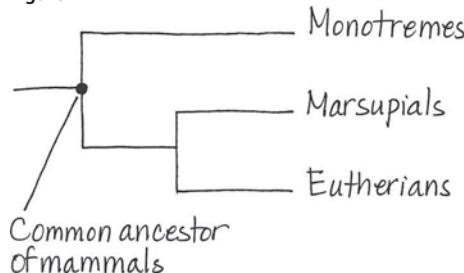 Monotremes
Marsupials
Eutherians
Common ancestor
of mammals